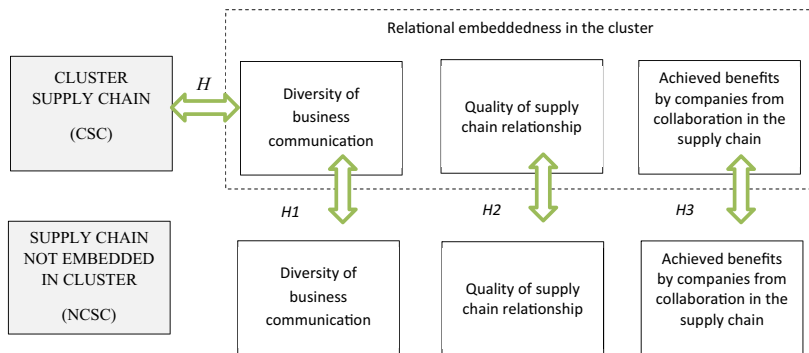 Relational embeddedness in the cluster
CLUSTER
SUPPLY CHAIN
(CSC)
H
Diversity of
business
communication
Quality of supply
chain relationship
Achieved benefits
by companies from
collaboration in the
supply chain
H1
H2
H3
SUPPLY CHAIN
NOT EMBEDDED
IN CLUSTER
(NCSC)
Diversity of
business
communication
Quality of supply
chain relationship
Achieved benefits
by companies from
collaboration in the
supply chain